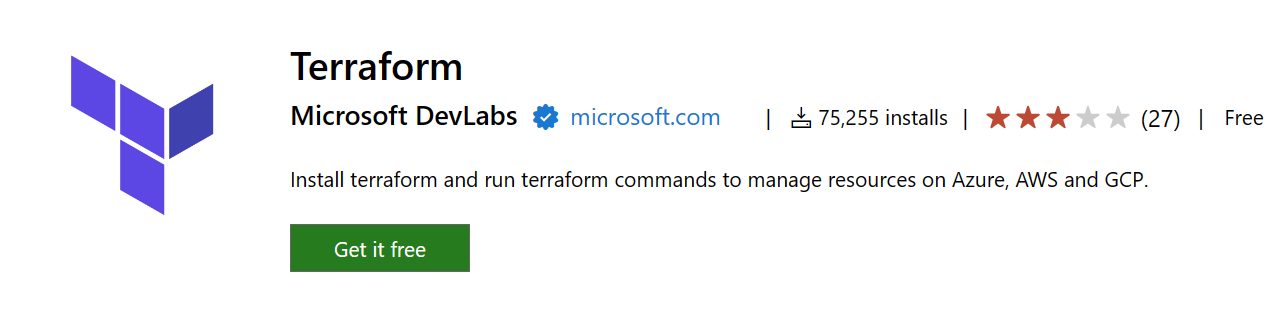 Terraform
Microsoft DevLabs microsoft.com | 75,255 installs | (27) | Free
Install terraform and run terraform commands to manage resources on Azure, AWS and GCP.
Get it free